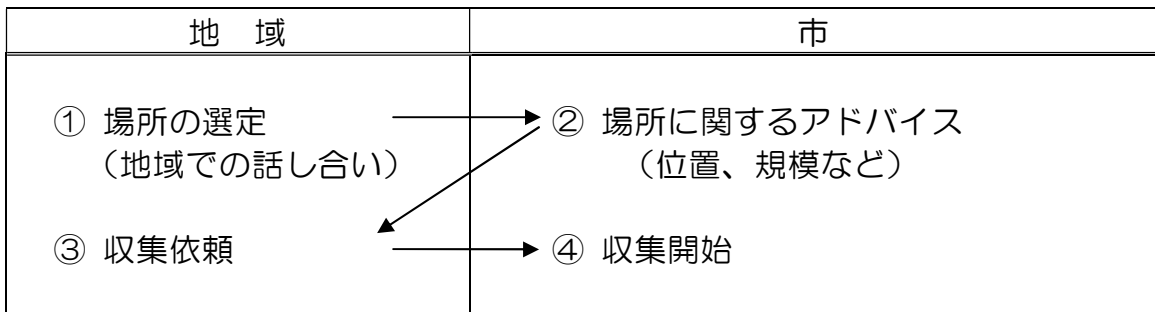 地　域
市
① 場所の選定
（地域での話し合い）
② 場所に関するアドバイス
（位置、規模など）
③ 収集依頼
④ 収集開始